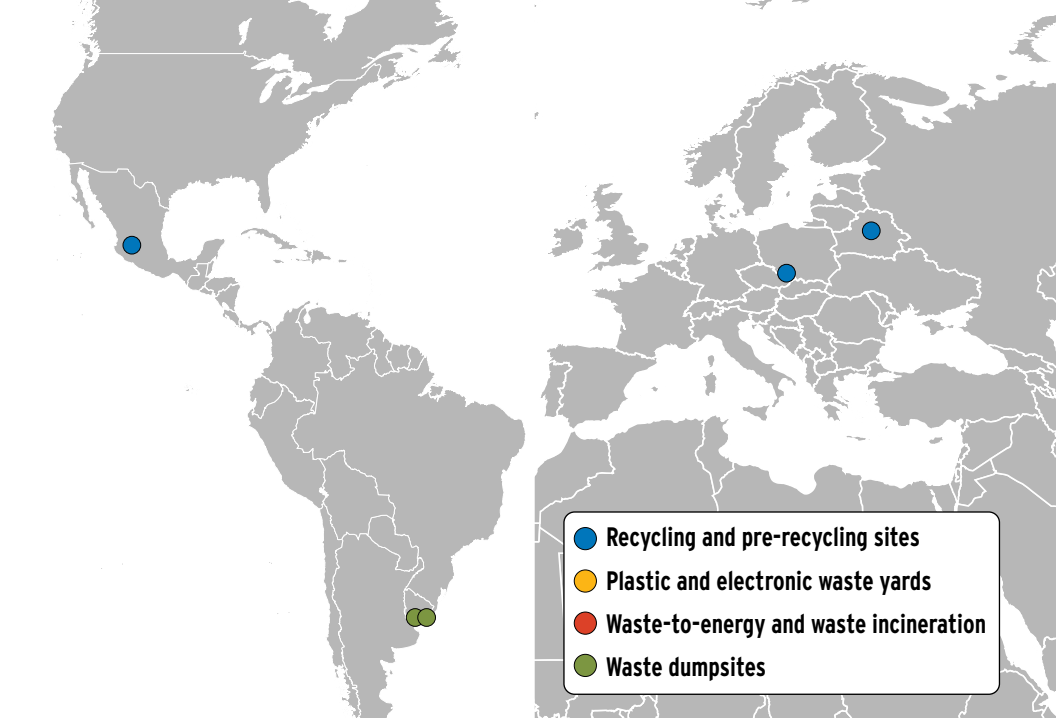 Recycling and pre-recycling sites
Plastic and electronic waste yards
Waste-to-energy and waste incineration
Waste dumpsites